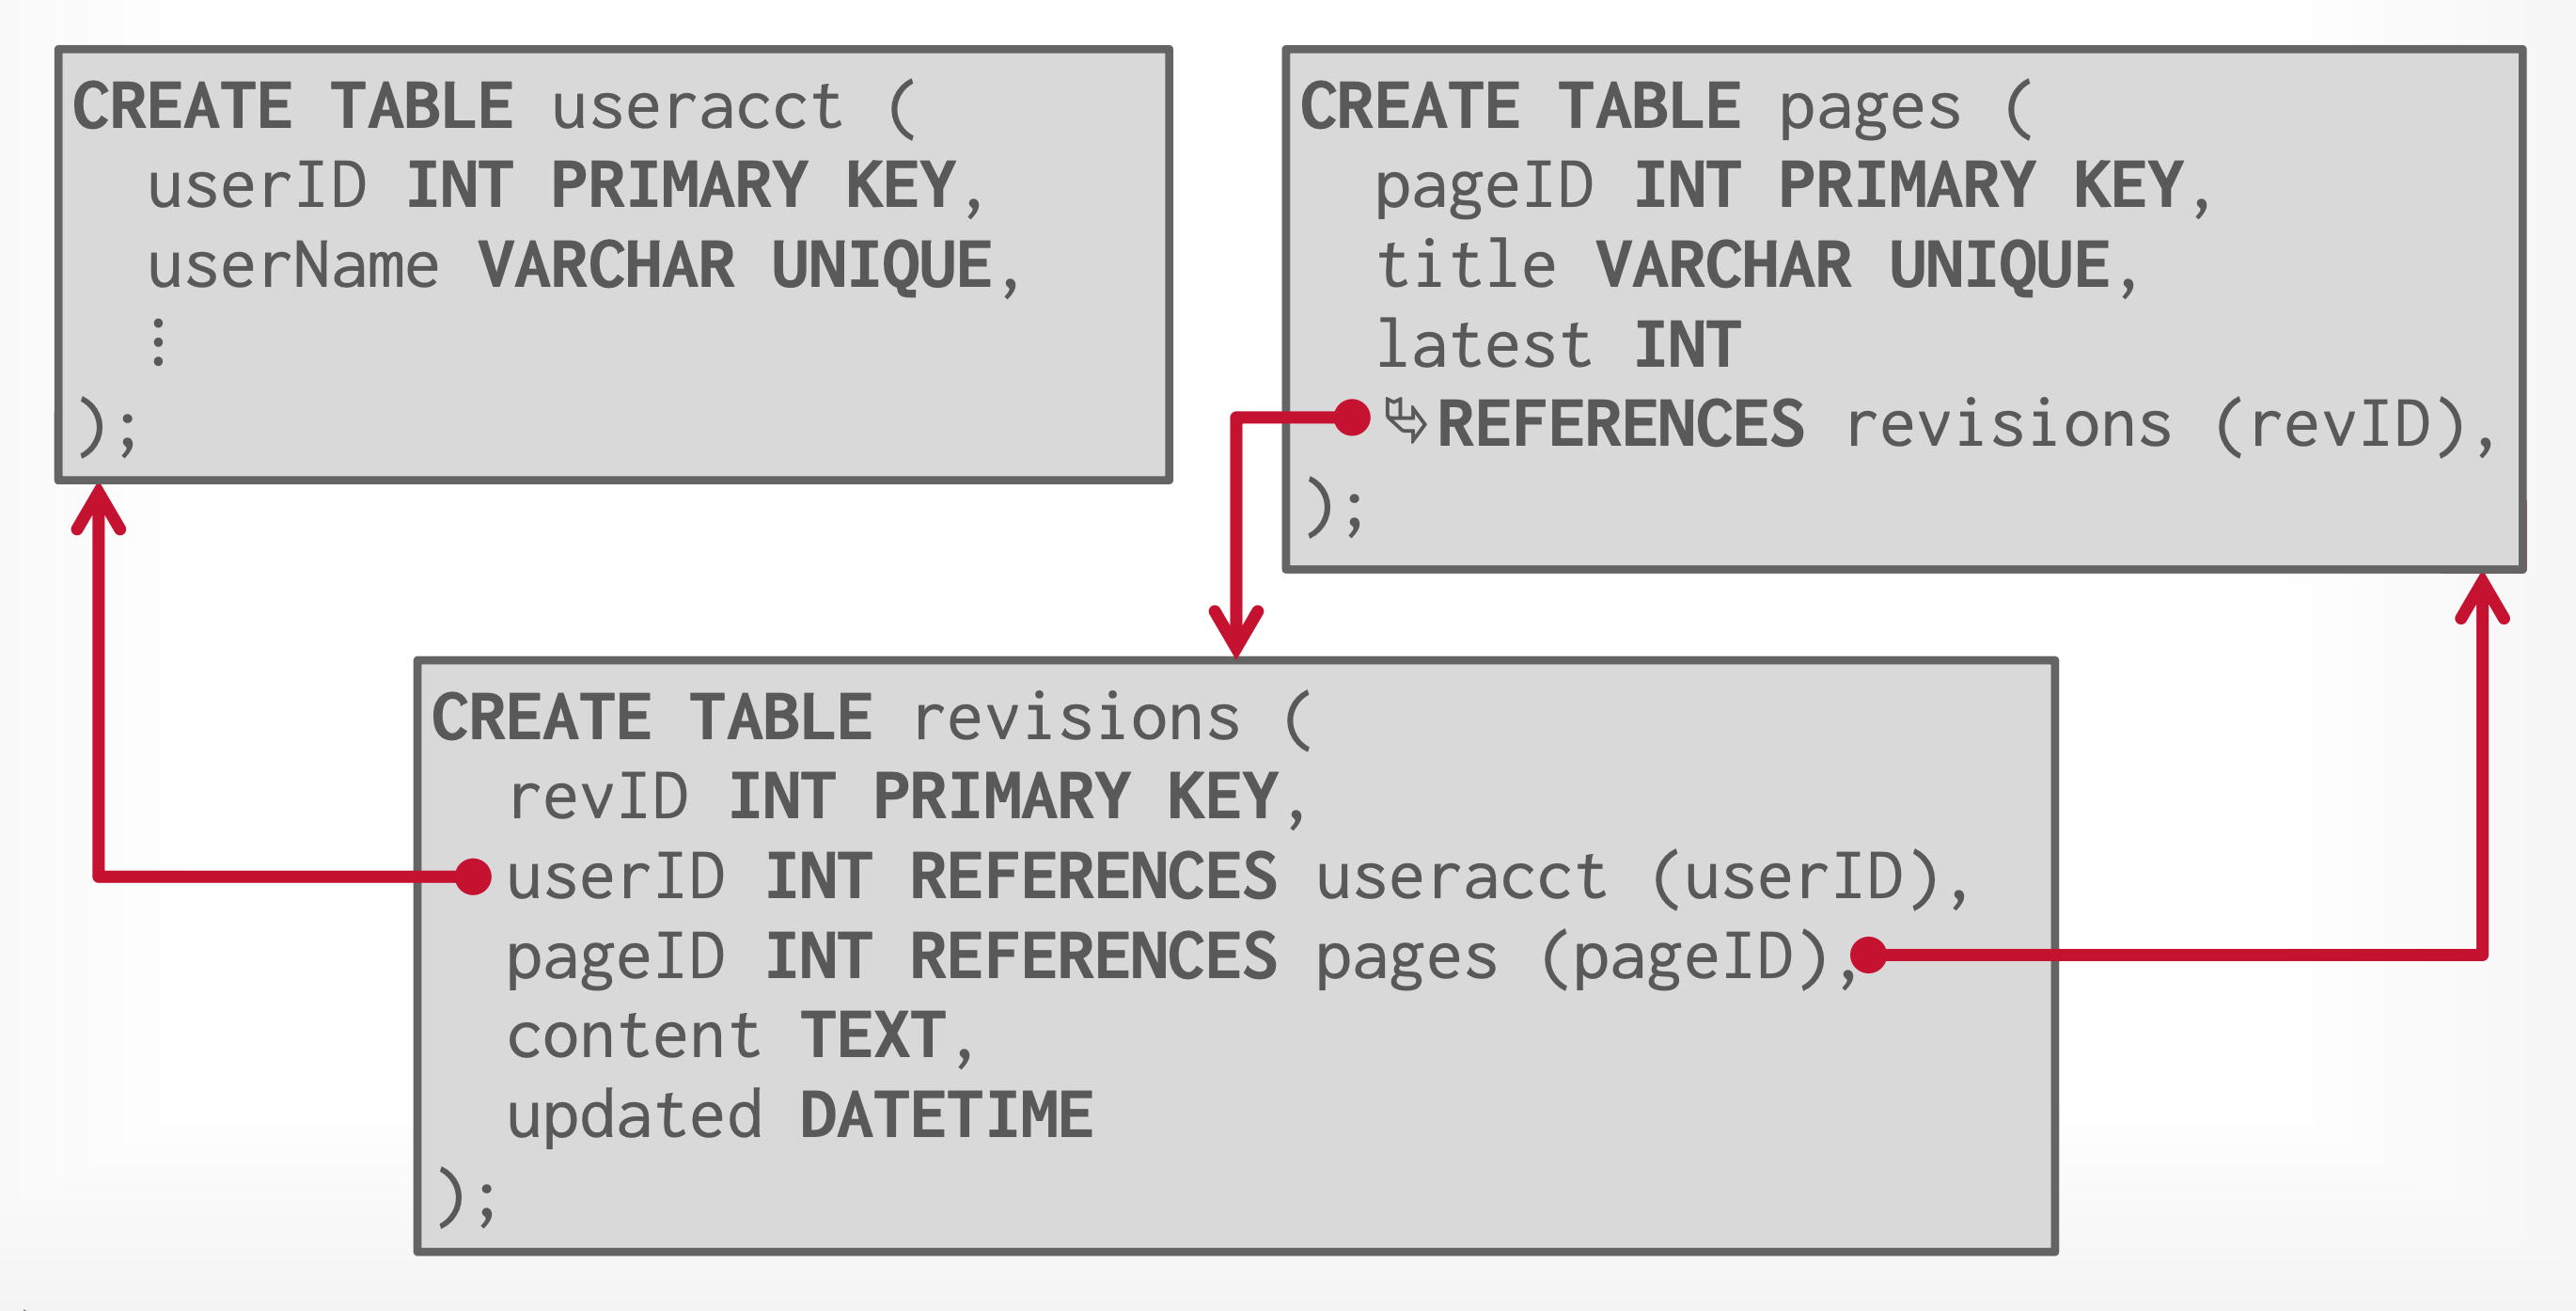 CREATE TABLE useracct (
userID INT PRIMARY KEY,
userName VARCHAR UNIQUE,
⋮
);
CREATE TABLE pages (
pageID INT PRIMARY KEY,
title VARCHAR UNIQUE,
latest INT
⮱REFERENCES revisions (revID),
);
CREATE TABLE revisions (
revID INT PRIMARY KEY,
userID INT REFERENCES useracct (userID),
pageID INT REFERENCES pages (pageID),
content TEXT,
updated DATETIME
);